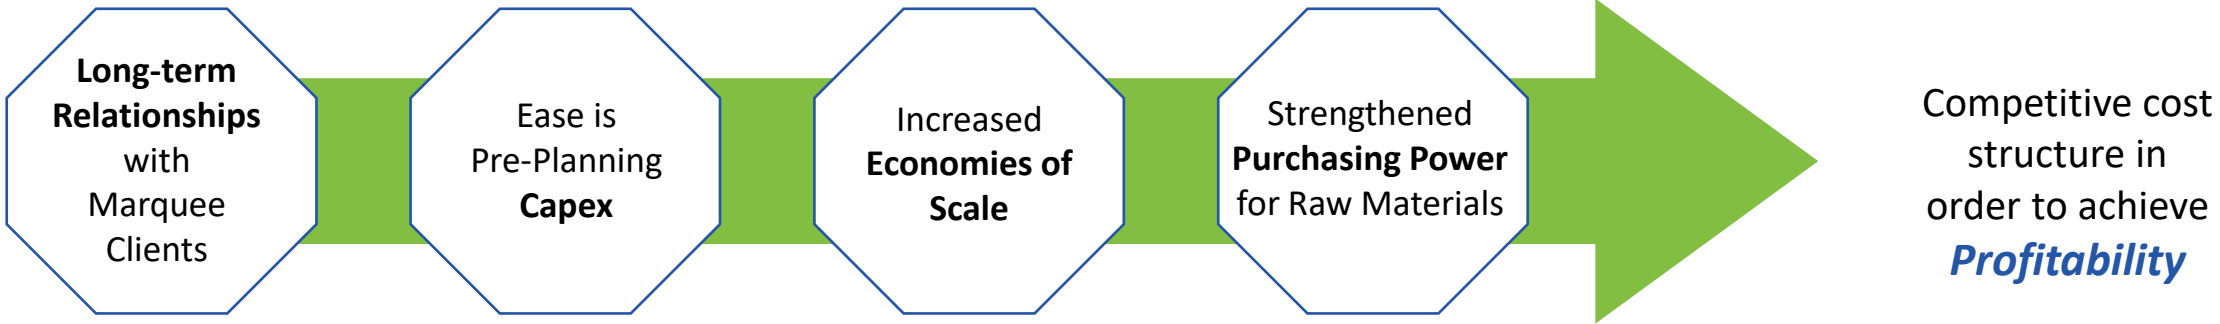 Long-term
Relationships
with
Marquee
Clients
Ease is
Pre-Planning
Capex
Increased
Economies of
Scale
Strengthened
Purchasing Power
for Raw Materials
Competitive cost
structure in
order to achieve
Profitability